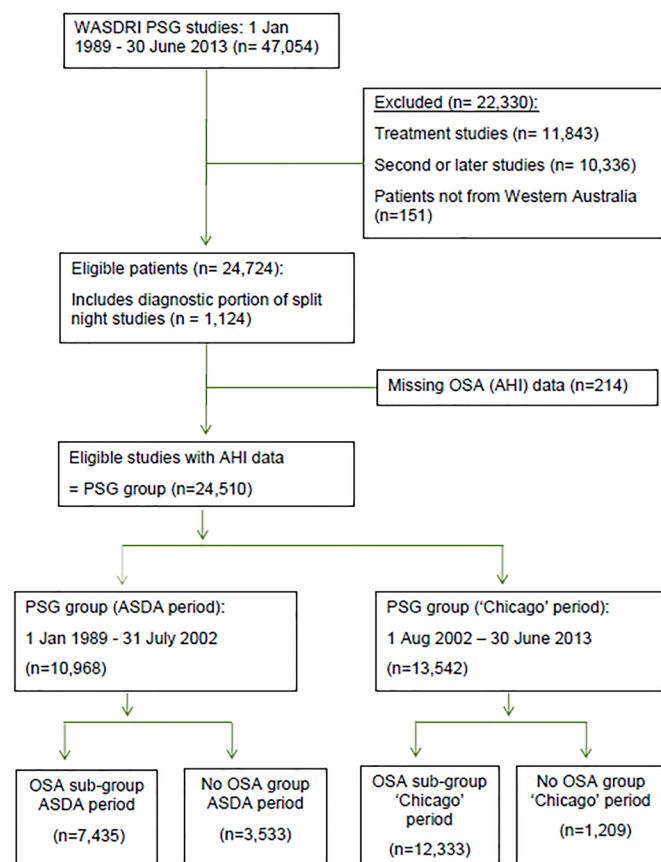 WASDRI PSG studies: 1 Jan
1989 - 30 June 2013 (n= 47,054)
Excluded (n= 22,330):
Treatment studies (n= 11,843)
Second or later studies (n= 10,336)
Patients not from Western Australia
(n=151)
Eligible patients (n= 24,724):
Includes diagnostic portion of split
night studies (n = 1,124)
Missing OSA (AHI) data (n=214)
Eligible studies with AHI data
= PSG group (n=24,510)
PSG group (ASDA period):
1 Jan 1989 - 31 July 2002
(n=10,968)
PSG group (‘Chicago’ period):
1 Aug 2002 – 30 June 2013
(n=13,542)
OSA sub-group
ASDA period
(n=7,435)
No OSA group
ASDA period
(n=3,533)
OSA sub-group
‘Chicago’
period
(n=12,333)
No OSA group
‘Chicago’ period
(n=1,209)